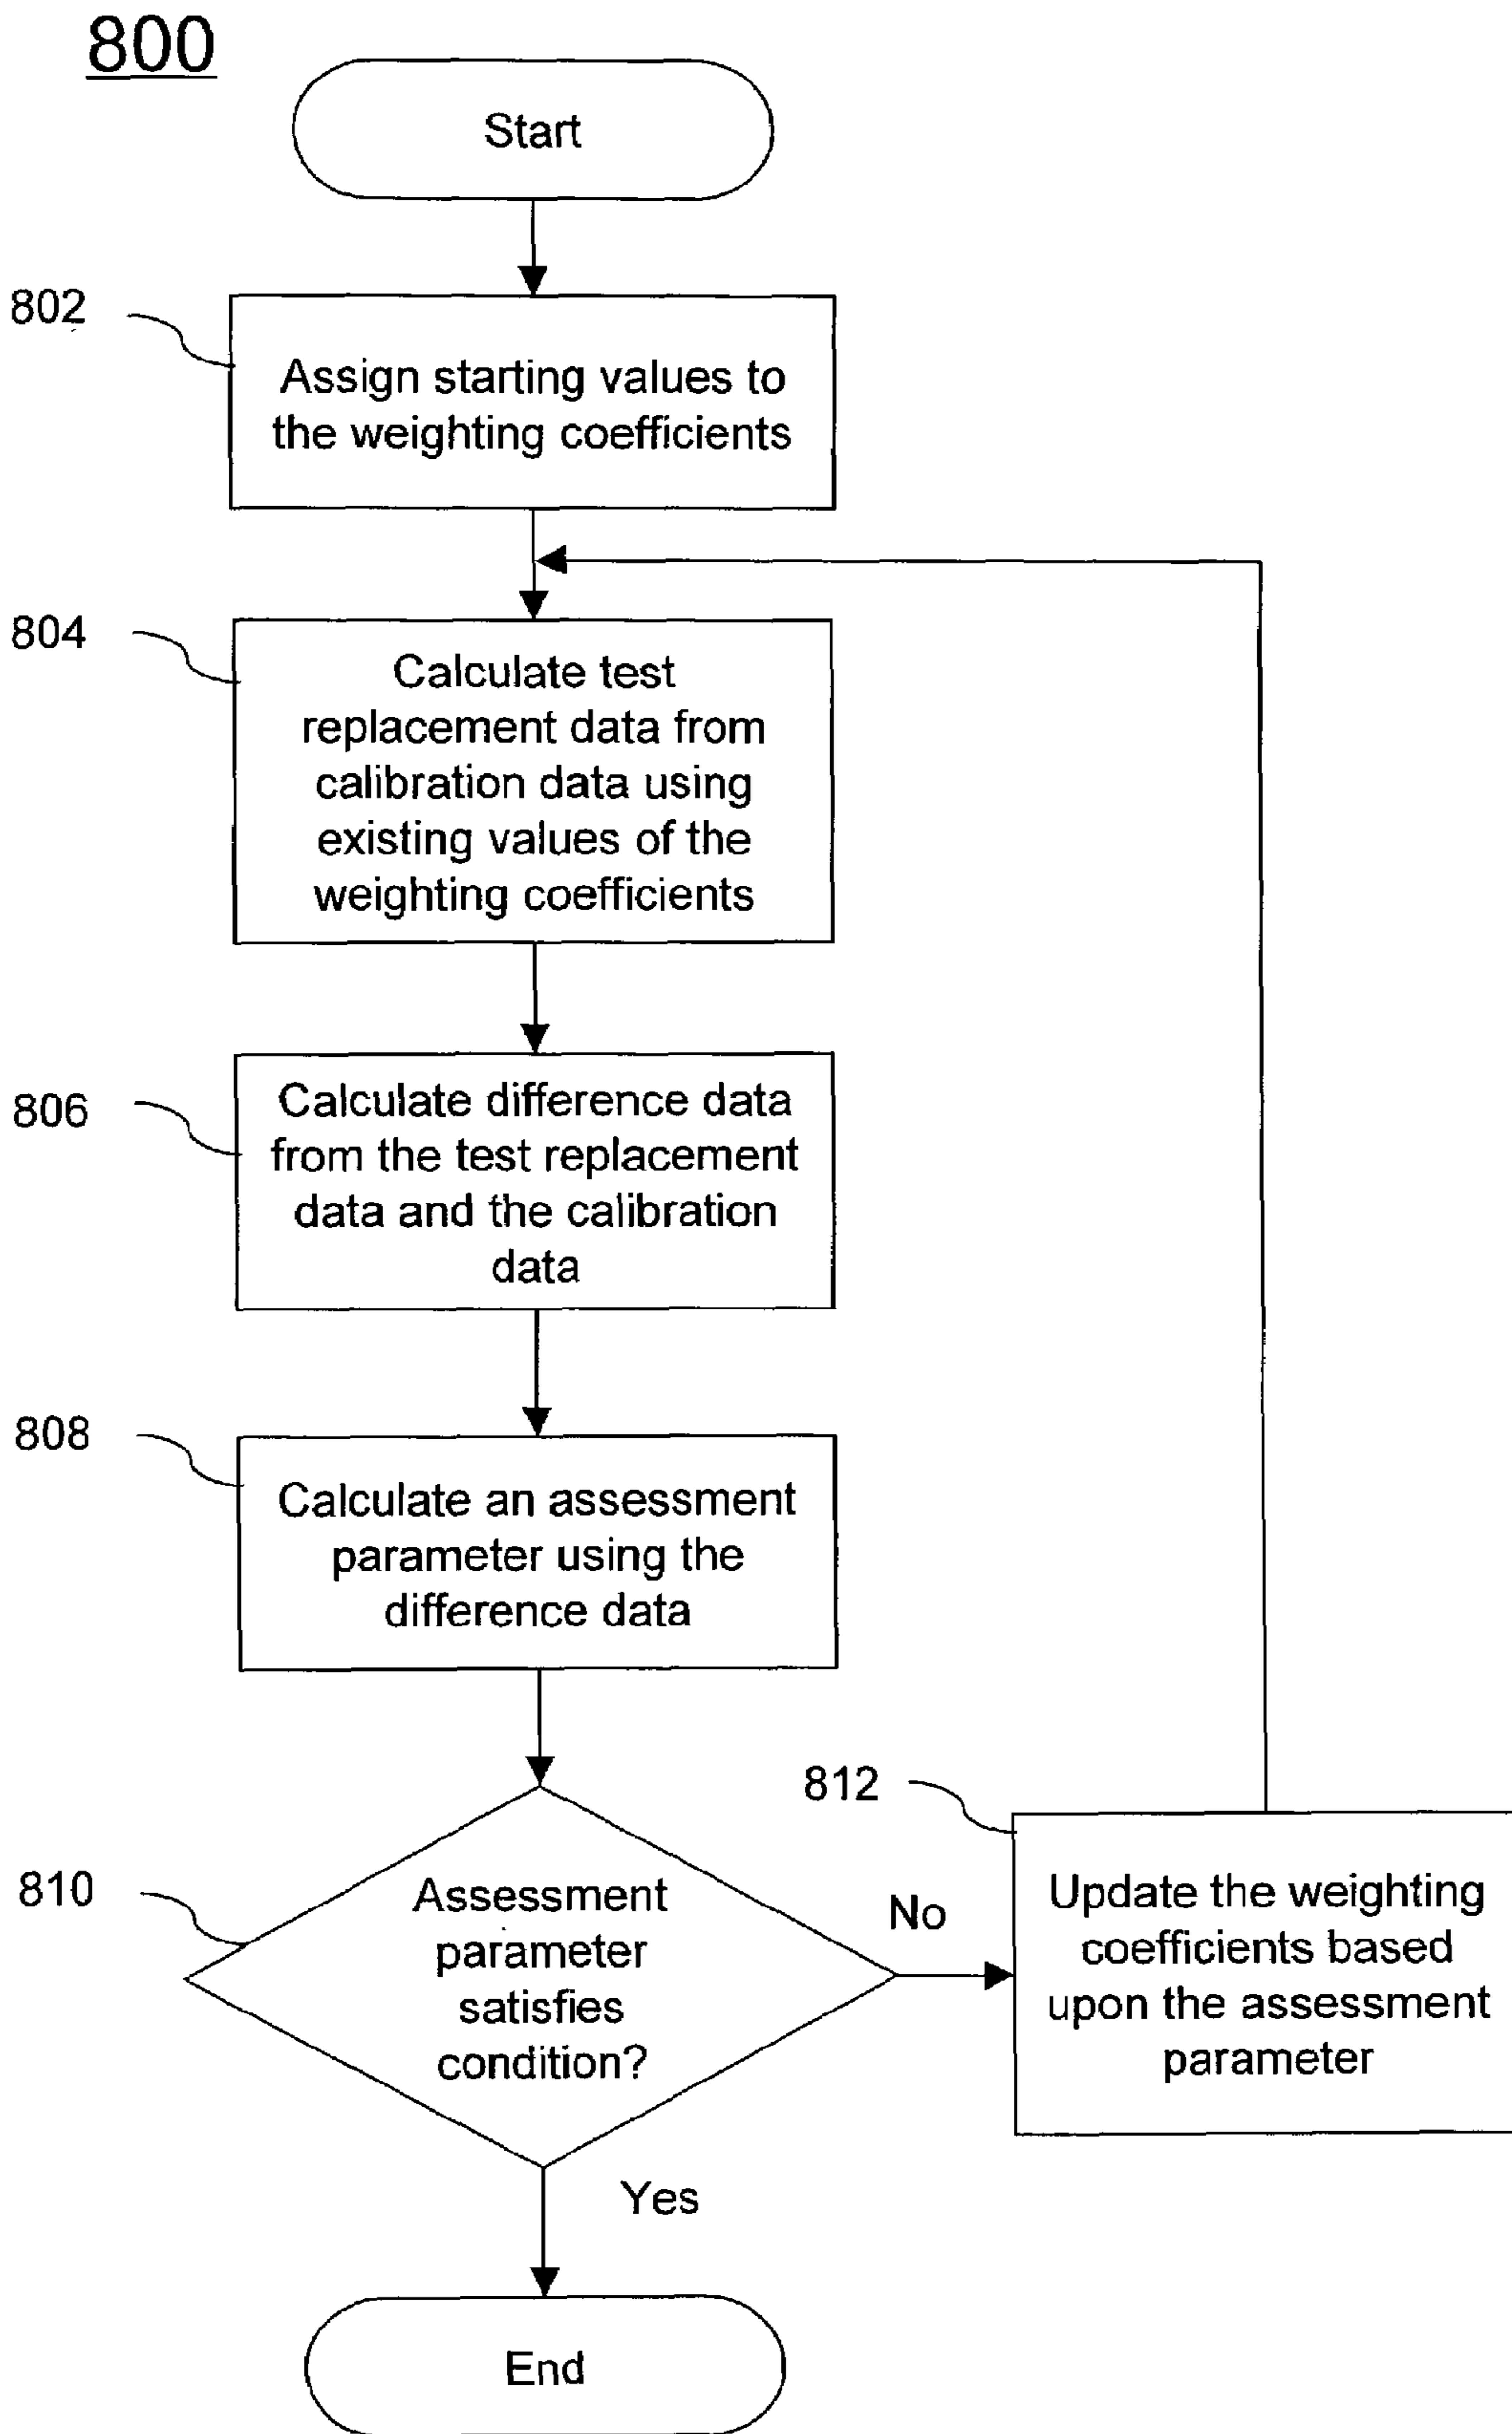 800
Start
802
Assign starting values to
the weighting coefficients
804
Calculate test
replacement data from
calibration data using
existing values of the
weighting coefficients
806
Calculate difference data
from the test replacement
data and the calibration
data
808
Calculate an assessment
parameter using the
difference data
810
Assessment
parameter
satisfies
condition?
No
812
Update the weighting
coefficients based
upon the assessment
parameter
Yes
End